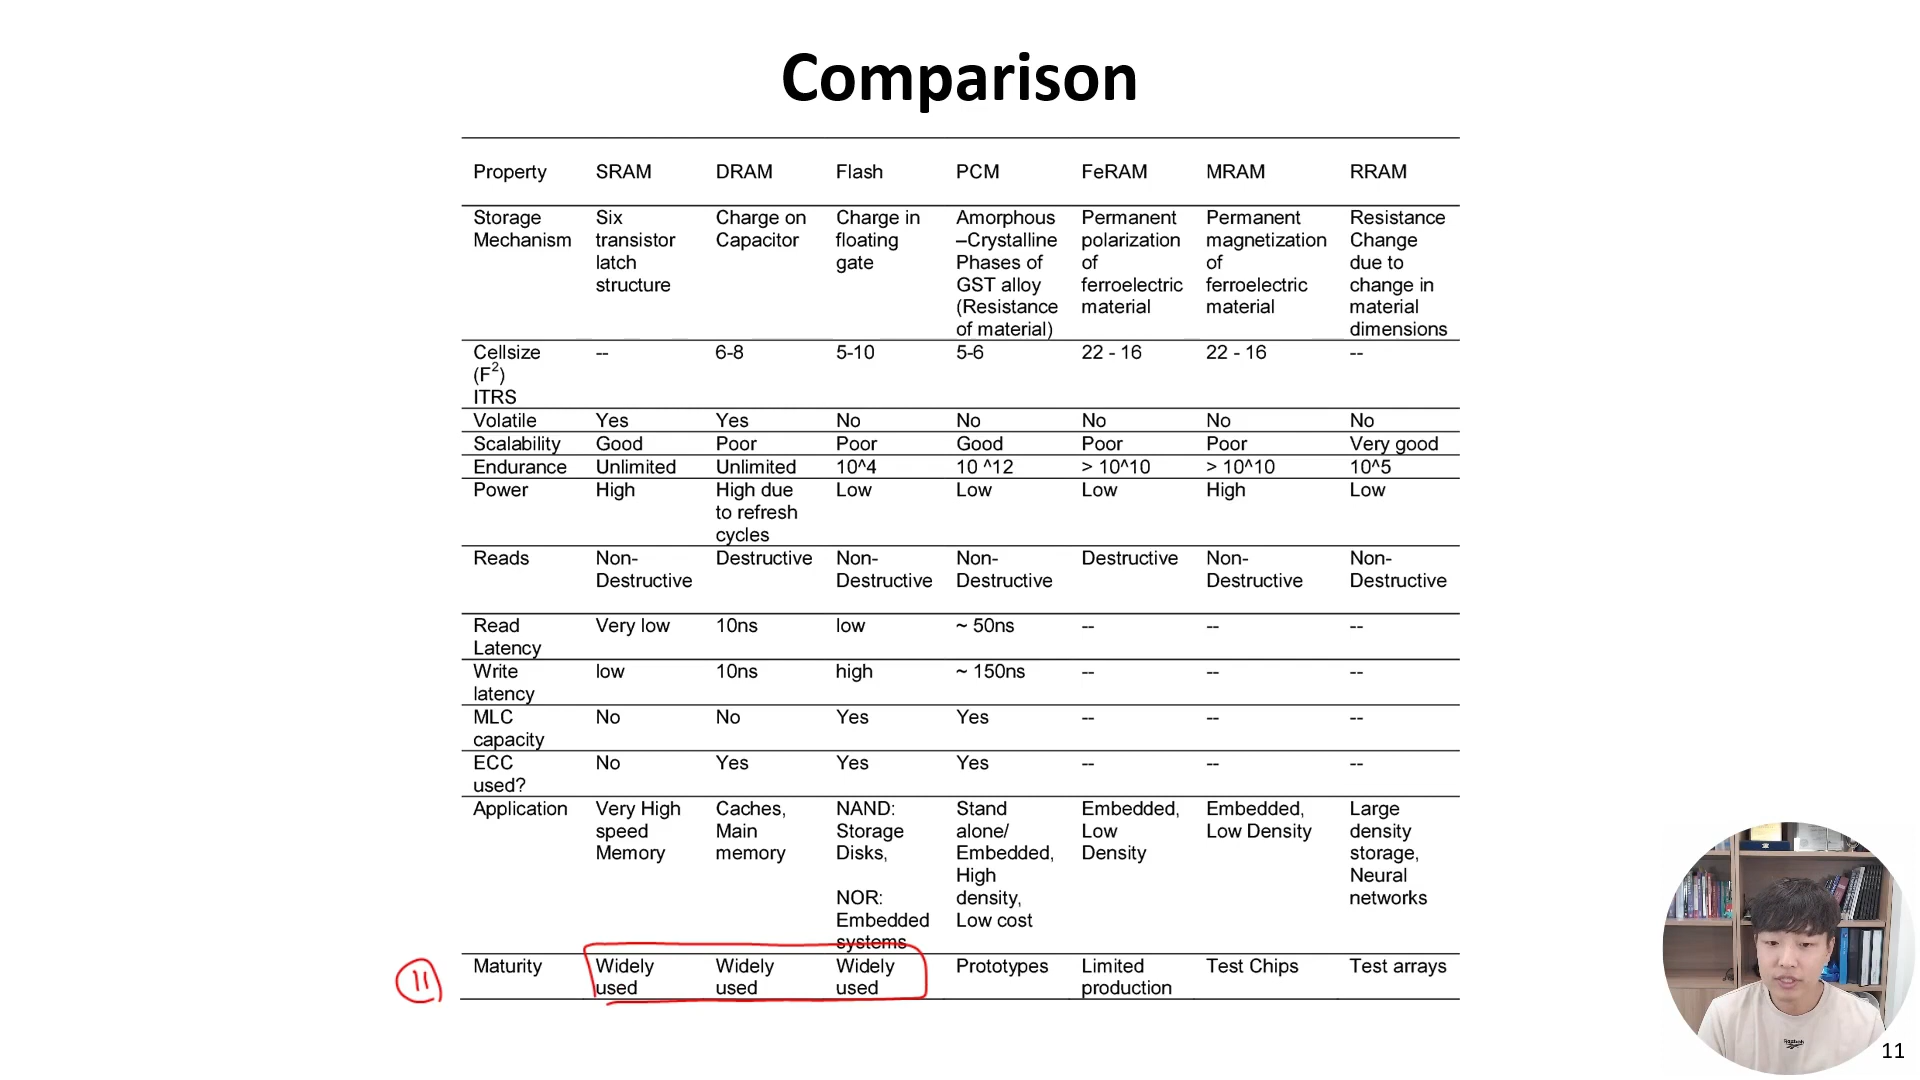 Comparison
Property SRAM DRAM Flash PCM FeRAM MRAM RRAM
Storage Six Charge on Charge in Amorphous Permanent Permanent Resistance
Mechanism transistor Capacitor floating –Crystalline polarization magnetization Change
latch gate Phases of of of due to
structure GST alloy ferroelectric ferroelectric change in
(Resistance material material material
of material) dimensions
Cellsize -- 6-8 5-10 5-6 22 - 16 22 - 16 --
(F2)
ITRS
Volatile Yes Yes No No No No No
Scalability Good Poor Poor Good Poor Poor Very good
Endurance Unlimited Unlimited 10^4 10 ^12 > 10^10 > 10^10 10^5
Power High High due Low Low Low High Low
to refresh
cycles
Reads Non- Destructive Non- Non- Destructive Non- Non-
Destructive Destructive Destructive Destructive Destructive
Read Very low 10ns low ~ 50ns -- -- --
Latency
Write low 10ns high ~ 150ns -- -- --
latency
MLC No No Yes Yes -- -- --
capacity
ECC No Yes Yes Yes -- -- --
used?
Application Very High Caches, NAND: Stand Embedded, Embedded, Large
speed Main Storage alone/ Low Low Density density
Memory memory Disks, Embedded, Density storage,
High Neural
NOR: density, networks
Embedded Low cost
systems
Maturity Widely Widely Widely Prototypes Limited Test Chips Test arrays
used used used production
11
Reebok
11